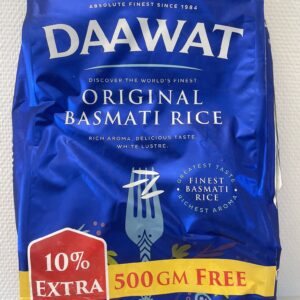 ABSOLUTE FINEST SINCE 1984
DAAWAT
DISCOVER THE WORLD'S FINEST
ORIGINAL
BASMATI RICE
RICH AROMA. DELICIOUS TASTE.
WHITE LUSTRE.
GREATEST TASTE
FINEST
BASMATI
RICE
RICHEST AROMA
10%
EXTRA
500GM FREE